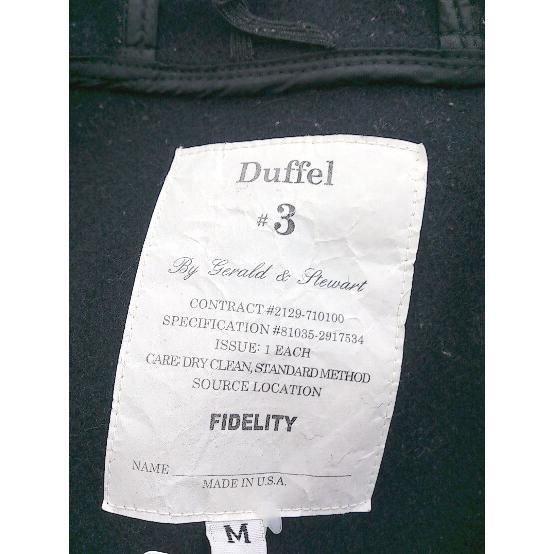 Duffel
#3
By Gerald & Stewart
CONTRACT #2129-710100
SPECIFICATION #81035-2917534
ISSUE: 1 EACH
CARE: DRY CLEAN, STANDARD METHOD
SOURCE LOCATION
FIDELITY
NAME
MADE IN U.S.A.
M